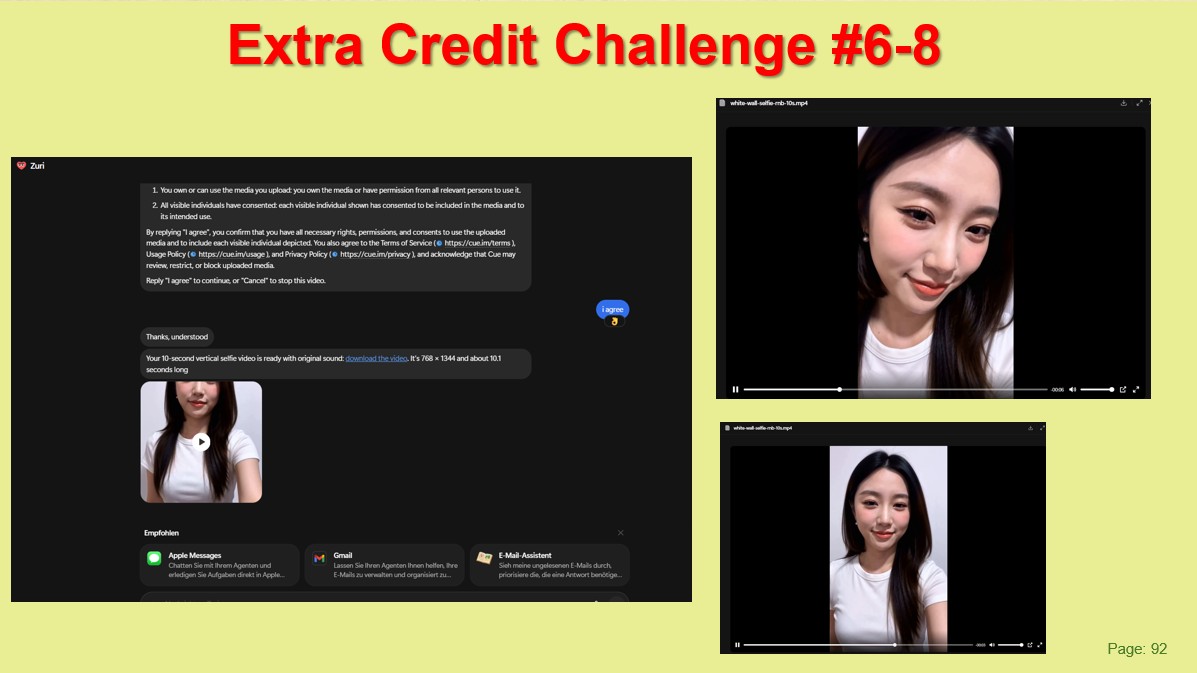 Extra Credit Challenge #6-8
Zuri
1. You own or can use the media you upload: you own the media or have permission from all relevant persons to use it.
2. All visible individuals have consented: each visible individual shown has consented to be included in the media and to
its intended use.
By replying "I agree", you confirm that you have all necessary rights, permissions, and consents to use the uploaded
media and to include each visible individual depicted. You also agree to the Terms of Service ( https://cue.im/terms ),
Usage Policy ( https://cue.im/usage ), and Privacy Policy ( https://cue.im/privacy ), and acknowledge that Cue may
review, restrict, or block uploaded media.
Reply "I agree" to continue, or "Cancel" to stop this video.
i agree
Thanks, understood
Your 10-second vertical selfie video is ready with original sound: download the video. It's 768 × 1344 and about 10.1
seconds long
Empfohlen
Apple Messages
Chatten Sie mit Ihrem Agenten und
erledigen Sie Aufgaben direkt in Apple...
Gmail
Lassen Sie Ihren Agenten Ihnen helfen, Ihre
E-Mails zu verwalten und organisiert zu...
E-Mail-Assistent
Sieh meine ungelesenen E-Mails durch,
priorisiere die, die eine Antwort benötige...
white-wall-selfie-rnb-10s.mp4
-00:06
white-wall-selfie-rnb-10s.mp4
Page: 92